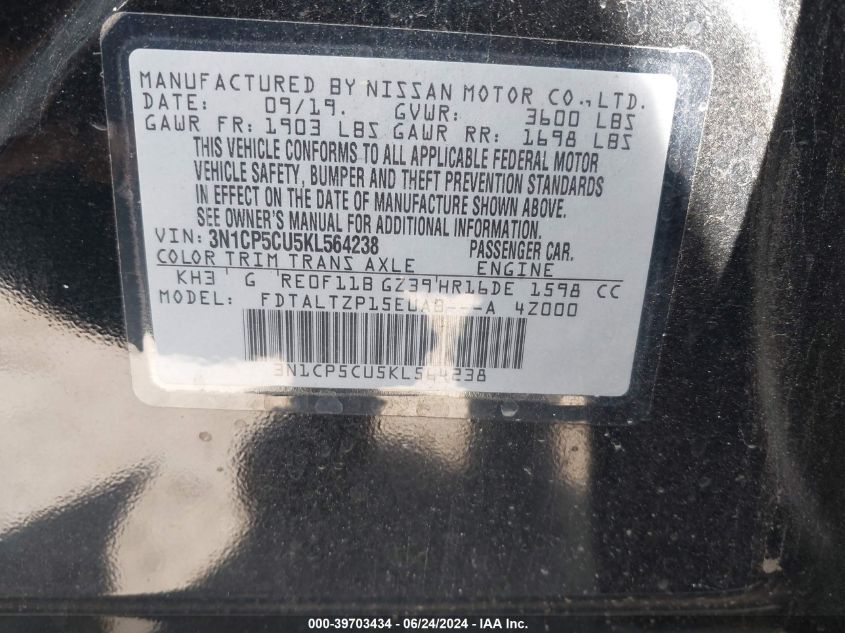 MANUFACTURED BY NISSAN MOTOR CO.,LTD.
DATE: 09/19. GVWR: 3600 LBS
GAWR FR: 1903 LBS GAWR RR: 1698 LBS
THIS VEHICLE CONFORMS TO ALL APPLICABLE FEDERAL MOTOR
VEHICLE SAFETY, BUMPER AND THEFT PREVENTION STANDARDS
IN EFFECT ON THE DATE OF MANUFACTURE SHOWN ABOVE.
SEE OWNER'S MANUAL FOR ADDITIONAL INFORMATION.
VIN: 3N1CP5CU5KL564238 PASSENGER CAR.
COLOR TRIM TRANS AXLE ENGINE
KH3 G RE0F11B GZ39 HR16DE 1598 CC
MODEL: 4Z000
000-39703434 / 06/24/2024 - © IAA Inc.